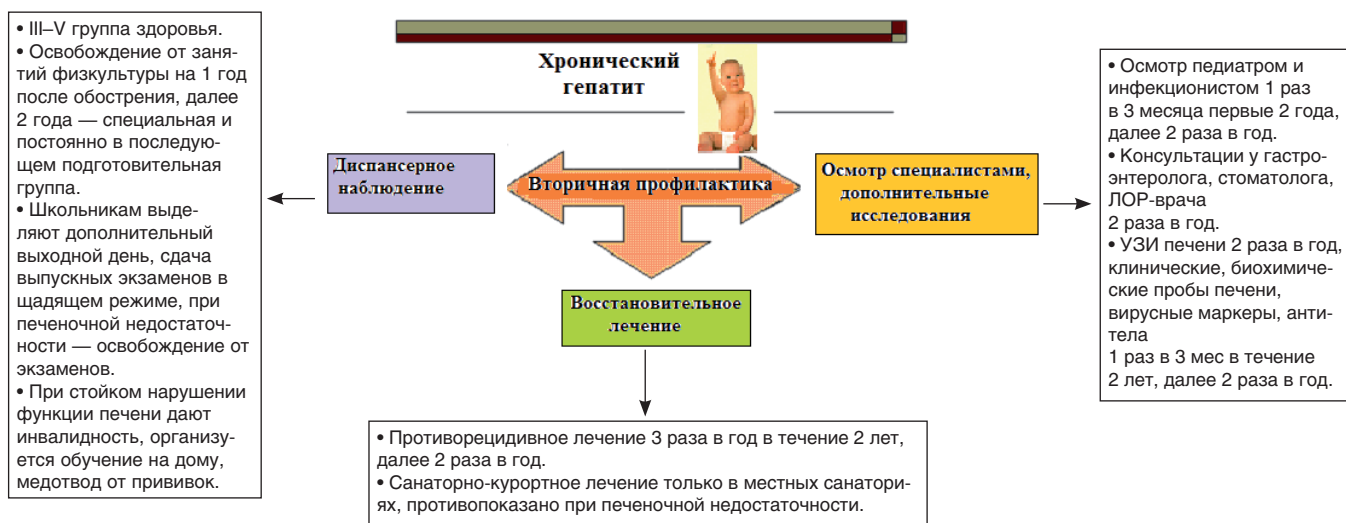 Хронический
гепатит
Вторичная профилактика
Диспансерное
наблюдение
• III–V группа здоровья.
• Освобождение от заня-
тий физкультуры на 1 год
после обострения, далее
2 года — специальная и
постоянно в последую-
щем подготовительная
группа.
• Школьникам выде-
ляют дополнительный
выходной день, сдача
выпускных экзаменов в
щадящем режиме, при
печеночной недостаточ-
ности — освобождение от
экзаменов.
• При стойком нарушении
функции печени дают
инвалидность, организу-
ется обучение на дому,
медотвод от прививок.
Осмотр специалистами,
дополнительные
исследования
• Осмотр педиатром и
инфекционистом 1 раз
в 3 месяца первые 2 года,
далее 2 раза в год.
• Консультации у гастро-
энтеролога, стоматолога,
ЛОР-врача
2 раза в год.
• УЗИ печени 2 раза в год,
клинические, биохимиче-
ские пробы печени,
вирусные маркеры, анти-
тела
1 раз в 3 мес в течение
2 лет, далее 2 раза в год.
Восстановительное
лечение
• Противорецидивное лечение 3 раза в год в течение 2 лет,
далее 2 раза в год.
• Санаторно-курортное лечение только в местных санатори-
ях, противопоказано при печеночной недостаточности.